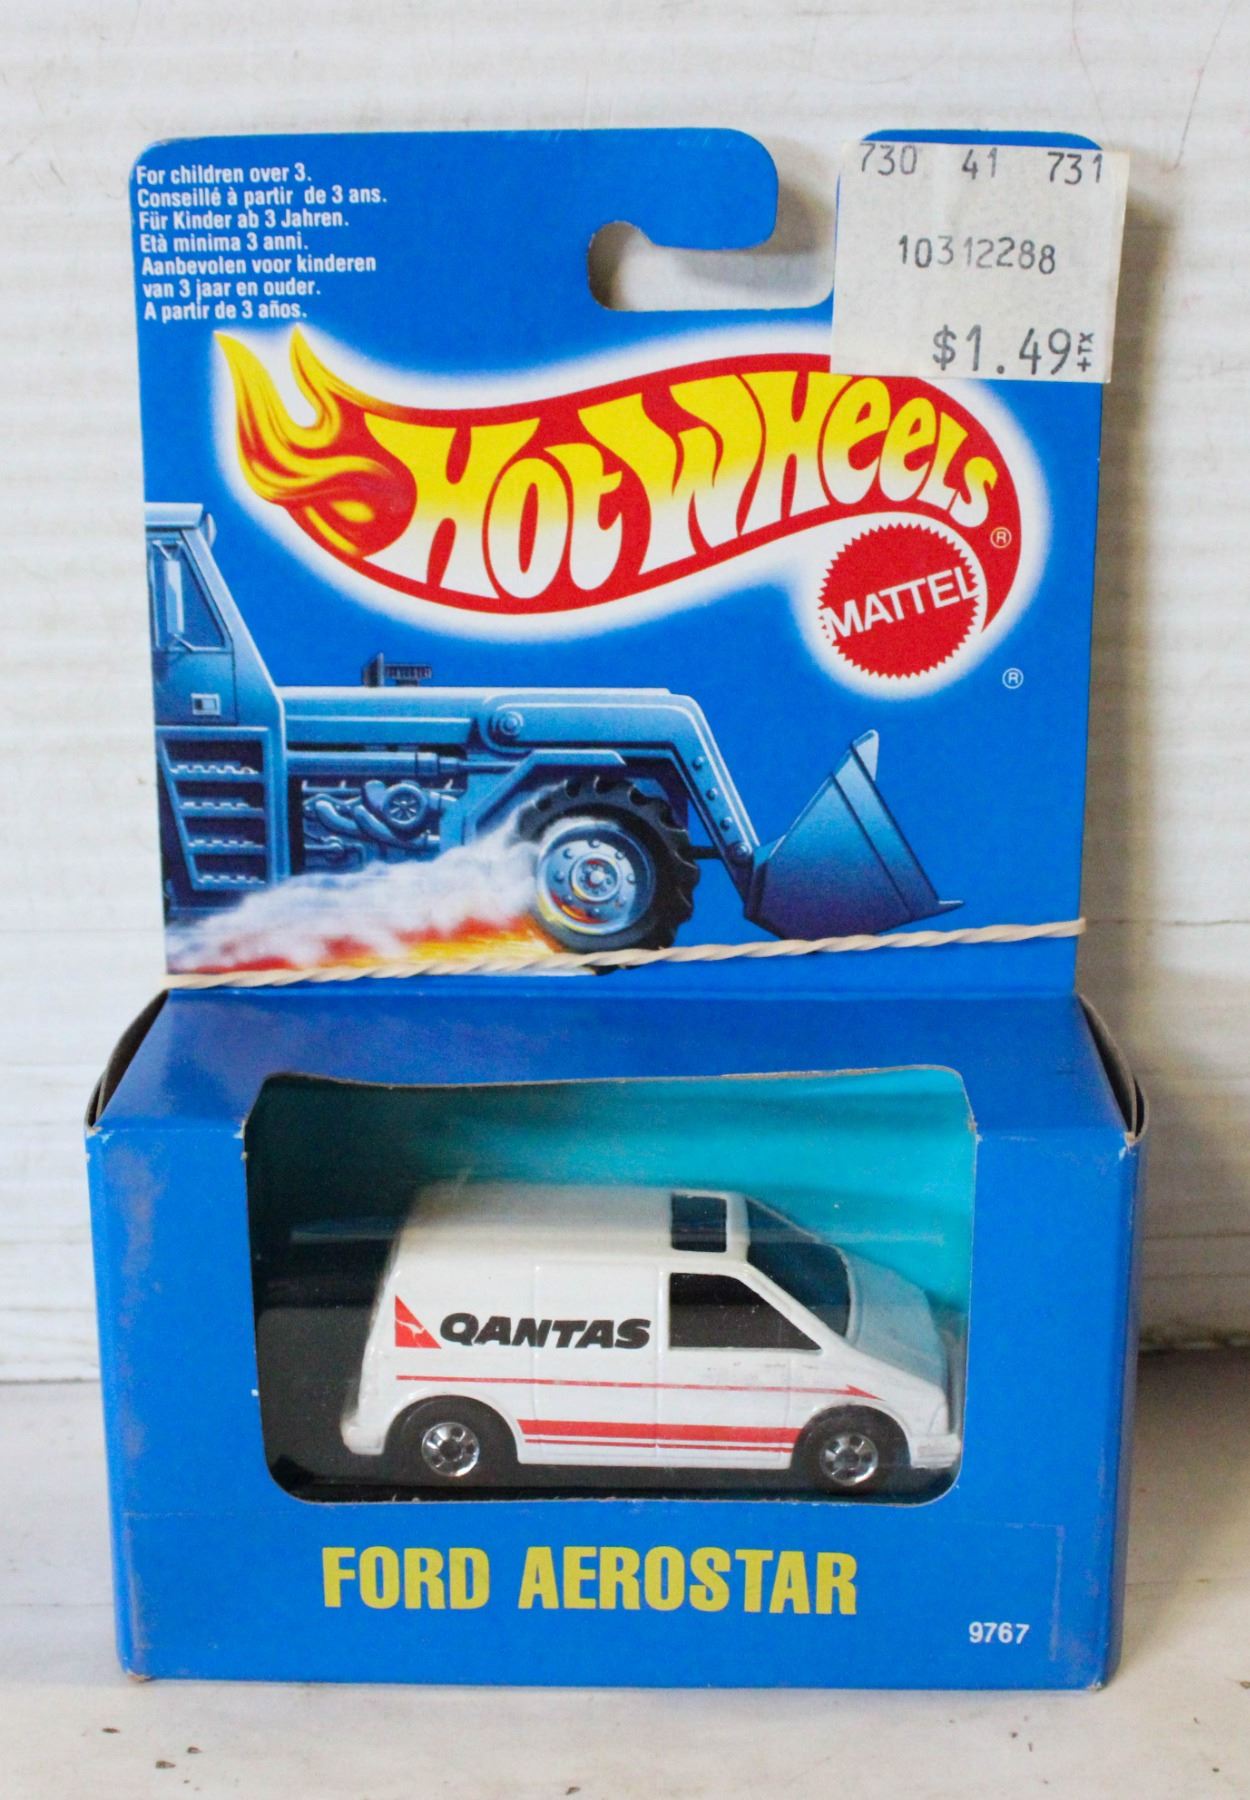 For children over 3.
Conseillé à partir de 3 ans.
Für Kinder ab 3 Jahren.
Età minima 3 anni.
Aanbevolen voor kinderen
van 3 jaar en ouder.
A partir de 3 años.
730 41 731
10312288
$1.49 +TX
HOT WHEELS ®
MATTEL
®
QANTAS
FORD AEROSTAR
9767